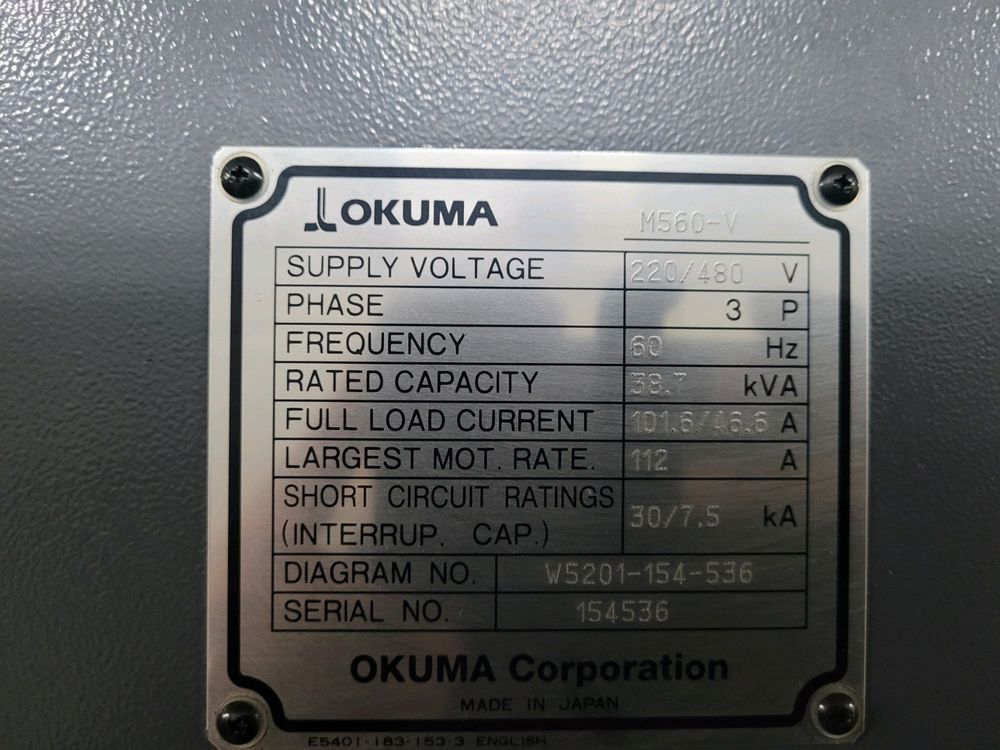 OKUMA M560-V
SUPPLY VOLTAGE 220/480 V
PHASE 3 P
FREQUENCY 60 Hz
RATED CAPACITY 38.7 kVA
FULL LOAD CURRENT 101.6/46.6 A
LARGEST MOT. RATE. 112 A
SHORT CIRCUIT RATINGS
(INTERRUP. CAP.) 30/7.5 kA
DIAGRAM NO. W5201-154-536
SERIAL NO. 154536
OKUMA Corporation
MADE IN JAPAN
E5401-183-153-3 ENGLISH